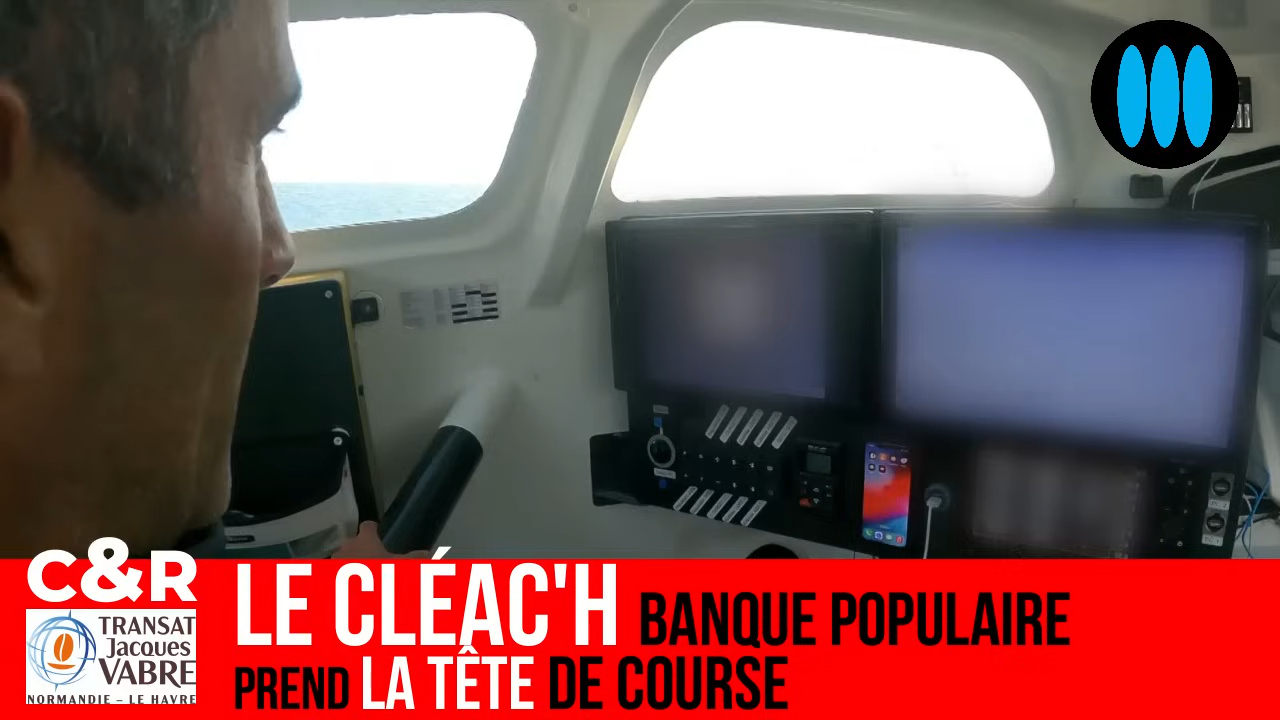 C&R
TRANSAT
Jacques
VABRE
NORMANDIE – LE HAVRE
LE CLÉAC'H BANQUE POPULAIRE
PREND LA TÊTE DE COURSE